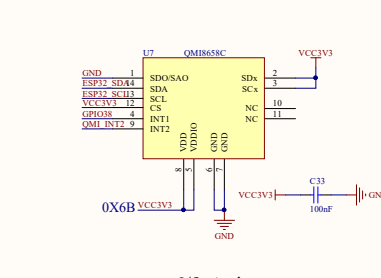 U7 QMI8658C
GND 1 SDO/SAO
ESP32_SDA 14 SDA
ESP32_SCL 13 SCL
VCC3V3 12 CS
GPIO38 4 INT1
QMI_INT2 9 INT2
VCC3V3
SDx 2
SCx 3
NC 10
NC 11
VDD 8
VDDIO 5
GND 6
GND 7
0X6B VCC3V3
GND
C33
VCC3V3
100nF